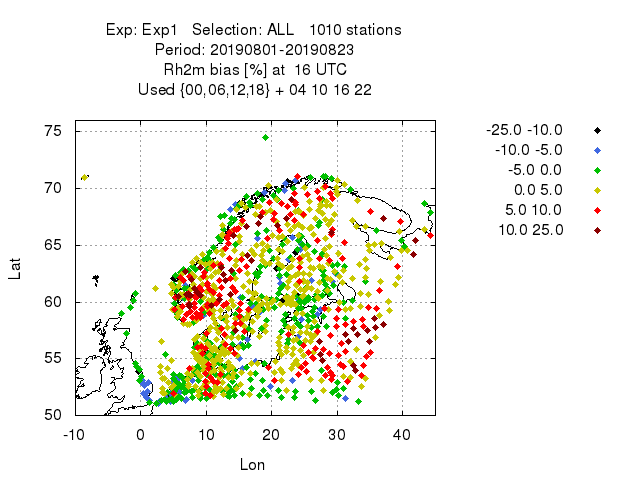 Exp: Exp1   Selection: ALL   1010 stations
Period: 20190801-20190823
Rh2m bias [%] at  16 UTC
Used {00,06,12,18} + 04 10 16 22
-25.0 -10.0
-10.0 -5.0
-5.0 0.0
0.0 5.0
5.0 10.0
10.0 25.0
Lat
75
70
65
60
55
50
-10 0 10 20 30 40
Lon